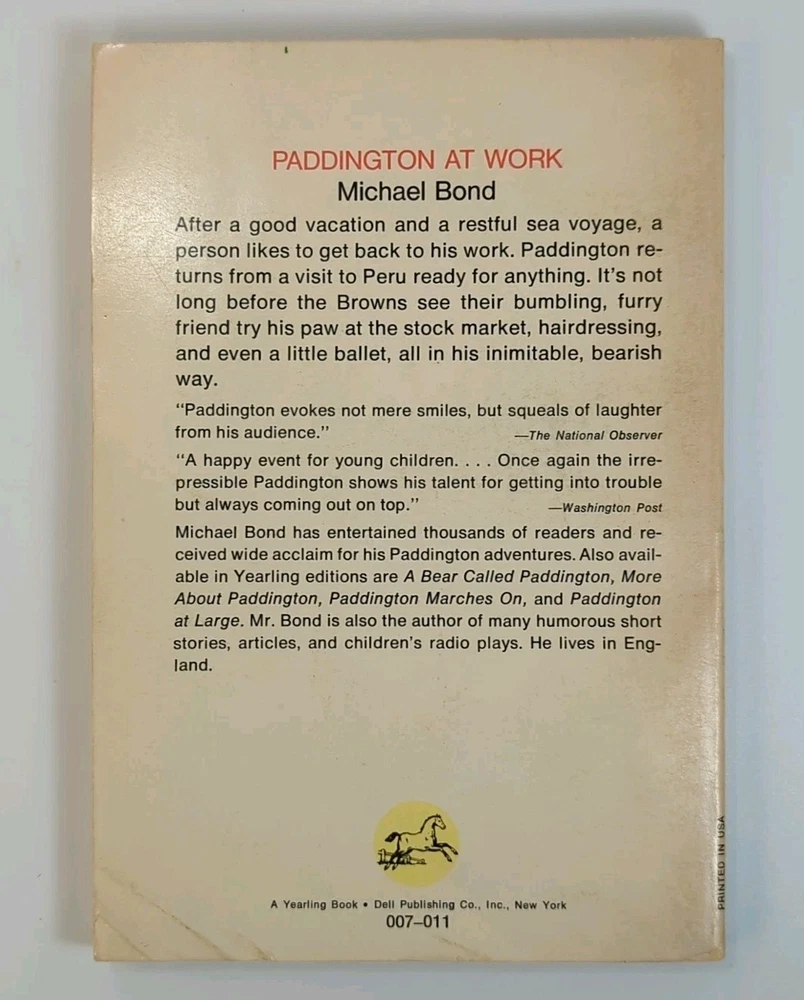 PADDINGTON AT WORK
Michael Bond
After a good vacation and a restful sea voyage, a
person likes to get back to his work. Paddington re-
turns from a visit to Peru ready for anything. It's not
long before the Browns see their bumbling, furry
friend try his paw at the stock market, hairdressing,
and even a little ballet, all in his inimitable, bearish
way.
"Paddington evokes not mere smiles, but squeals of laughter
from his audience." —The National Observer
"A happy event for young children. . . . Once again the irre-
pressible Paddington shows his talent for getting into trouble
but always coming out on top." —Washington Post
Michael Bond has entertained thousands of readers and re-
ceived wide acclaim for his Paddington adventures. Also avail-
able in Yearling editions are A Bear Called Paddington, More
About Paddington, Paddington Marches On, and Paddington
at Large. Mr. Bond is also the author of many humorous short
stories, articles, and children's radio plays. He lives in Eng-
land.
A Yearling Book • Dell Publishing Co., Inc., New York
007–011
PRINTED IN USA